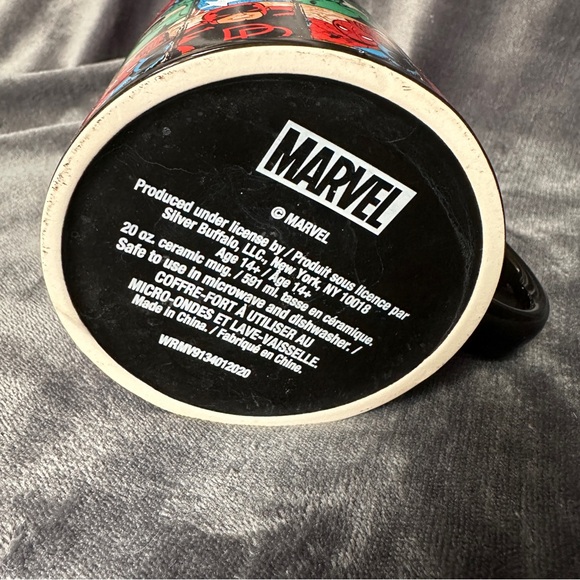 MARVEL
© MARVEL
Produced under license by / Produit sous licence par
Silver Buffalo, LLC., New York, NY 10018
Age 14+ / Age 14+
20 oz. ceramic mug / 591 ml. tasse en céramique.
Safe to use in microwave and dishwasher. /
COFFRE-FORT À UTILISER AU
MICRO-ONDES ET LAVE-VAISSELLE.
Made in China. / Fabriqué en Chine.
WRMV9134012020